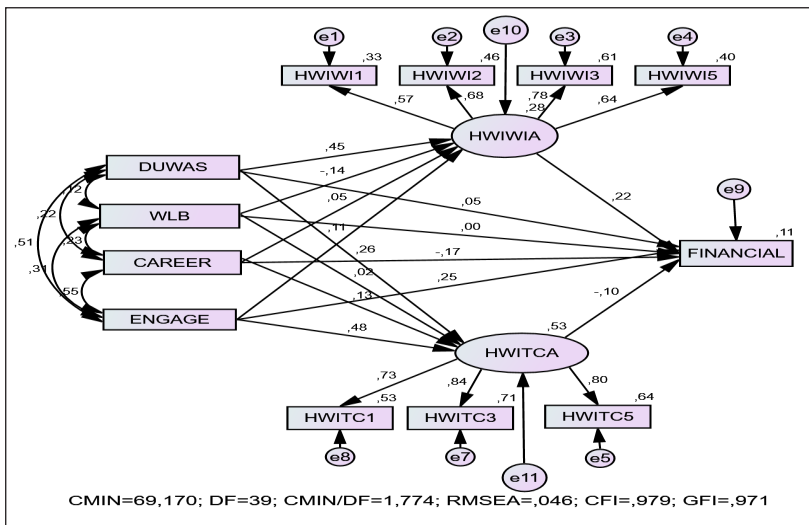 e1 e2 e10 e3 e4
,33 ,46 ,61 ,40
HWIWI1 HWIWI2 HWIWI3 HWIWI5
,57 ,68 ,78 ,64
,28
HWIWIA
DUWAS
WLB
CAREER
ENGAGE
,12
,22
,23
,51
,31
,55
,45
-,14
,05
,11
,05
,00
-,17
,25
,26
,02
,13
,48
,22
-,10
e9
,11
FINANCIAL
,53
HWITCA
,73 ,84 ,80
,53 ,71 ,64
HWITC1 HWITC3 HWITC5
e8 e7 e5
e11
CMIN=69,170; DF=39; CMIN/DF=1,774; RMSEA=,046; CFI=,979; GFI=,971